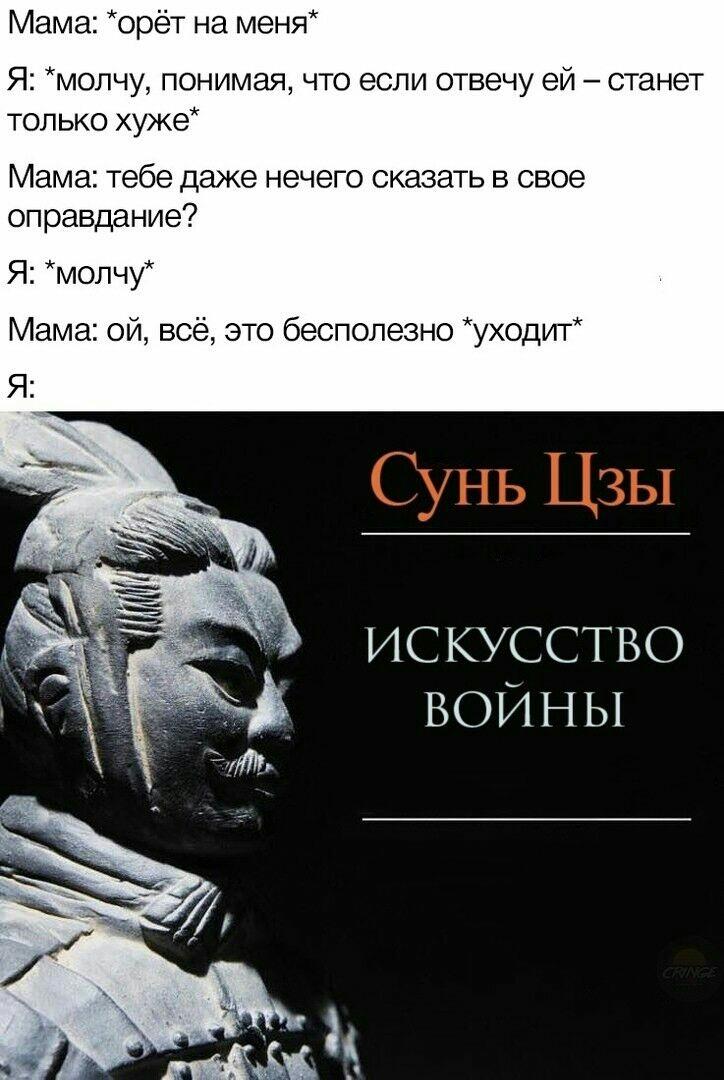 Мама: *орёт на меня*
Я: *молчу, понимая, что если отвечу ей – станет
только хуже*
Мама: тебе даже нечего сказать в свое
оправдание?
Я: *молчу*
Мама: ой, всё, это бесполезно *уходит*
Я:
Сунь Цзы
ИСКУССТВО
ВОЙНЫ
CRINGE